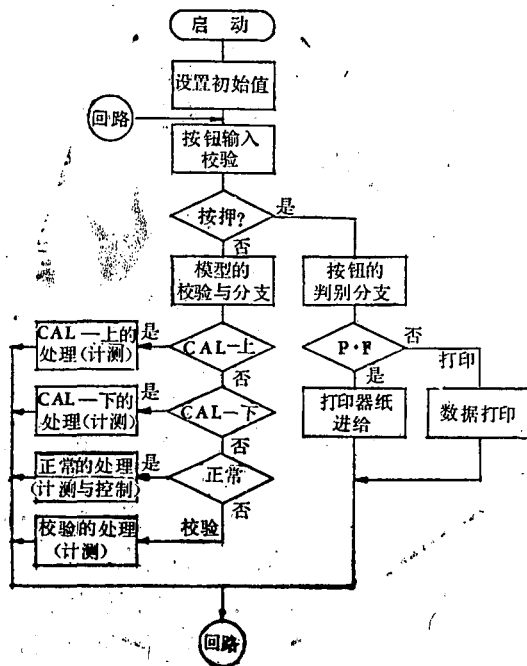 启动
设置初始值
回路
按钮输入
校验
按押?
是
否
模型的
校验与分支
按钮的
判别分支
CAL—上的
处理(计测)
是
CAL—上
否
P·F
否
打印
是
CAL—下的
处理(计测)
是
CAL—下
否
打印器纸
进给
数据打印
正常的处理
(计测与控制)
是
正常
否
校验的处理
(计测)
校验
回路